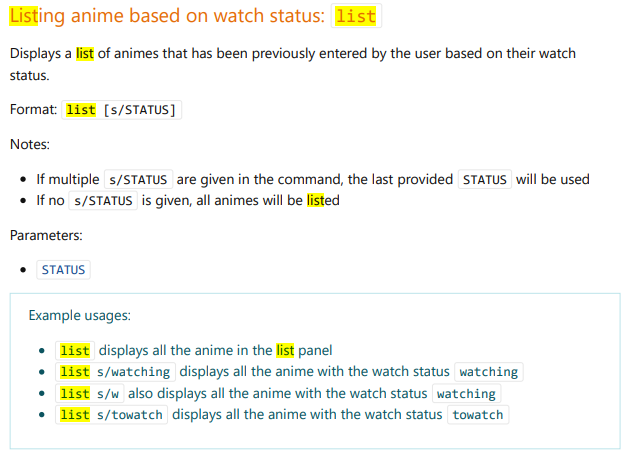 Listing anime based on watch status: list
Displays a list of animes that has been previously entered by the user based on their watch
status.
Format: list [s/STATUS]
Notes:
• If multiple s/STATUS are given in the command, the last provided STATUS will be used
• If no s/STATUS is given, all animes will be listed
Parameters:
• STATUS
Example usages:
• list displays all the anime in the list panel
• list s/watching displays all the anime with the watch status watching
• list s/w also displays all the anime with the watch status watching
• list s/towatch displays all the anime with the watch status towatch